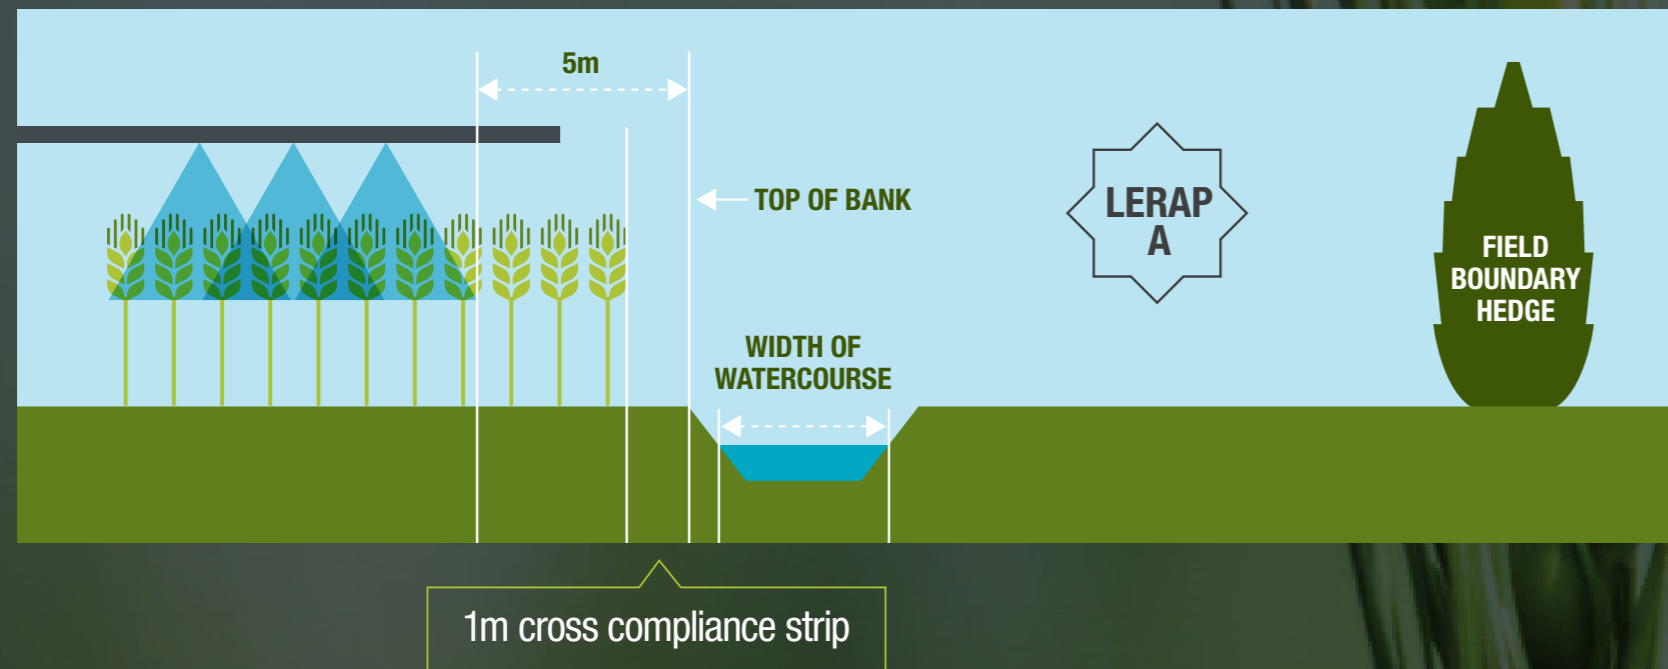 5m
TOP OF BANK
LERAP
A
FIELD
BOUNDARY
HEDGE
WIDTH OF
WATERCOURSE
1m cross compliance strip